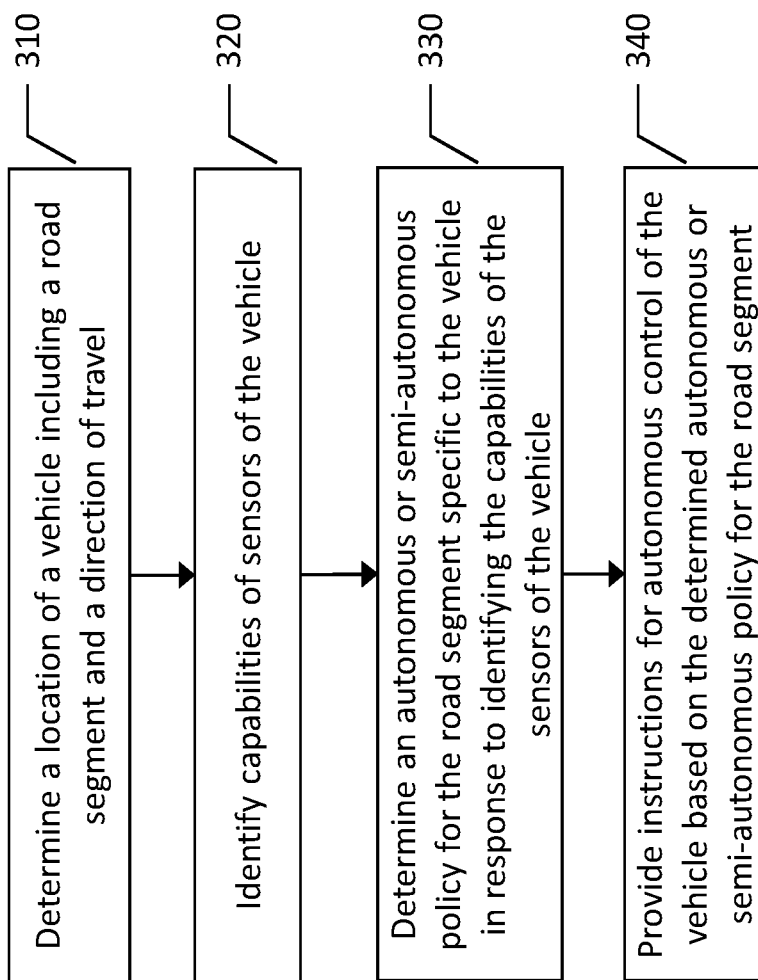 310
Determine a location of a vehicle including a road
segment and a direction of travel
320
Identify capabilities of sensors of the vehicle
330
Determine an autonomous or semi-autonomous
policy for the road segment specific to the vehicle
in response to identifying the capabilities of the
sensors of the vehicle
340
Provide instructions for autonomous control of the
vehicle based on the determined autonomous or
semi-autonomous policy for the road segment